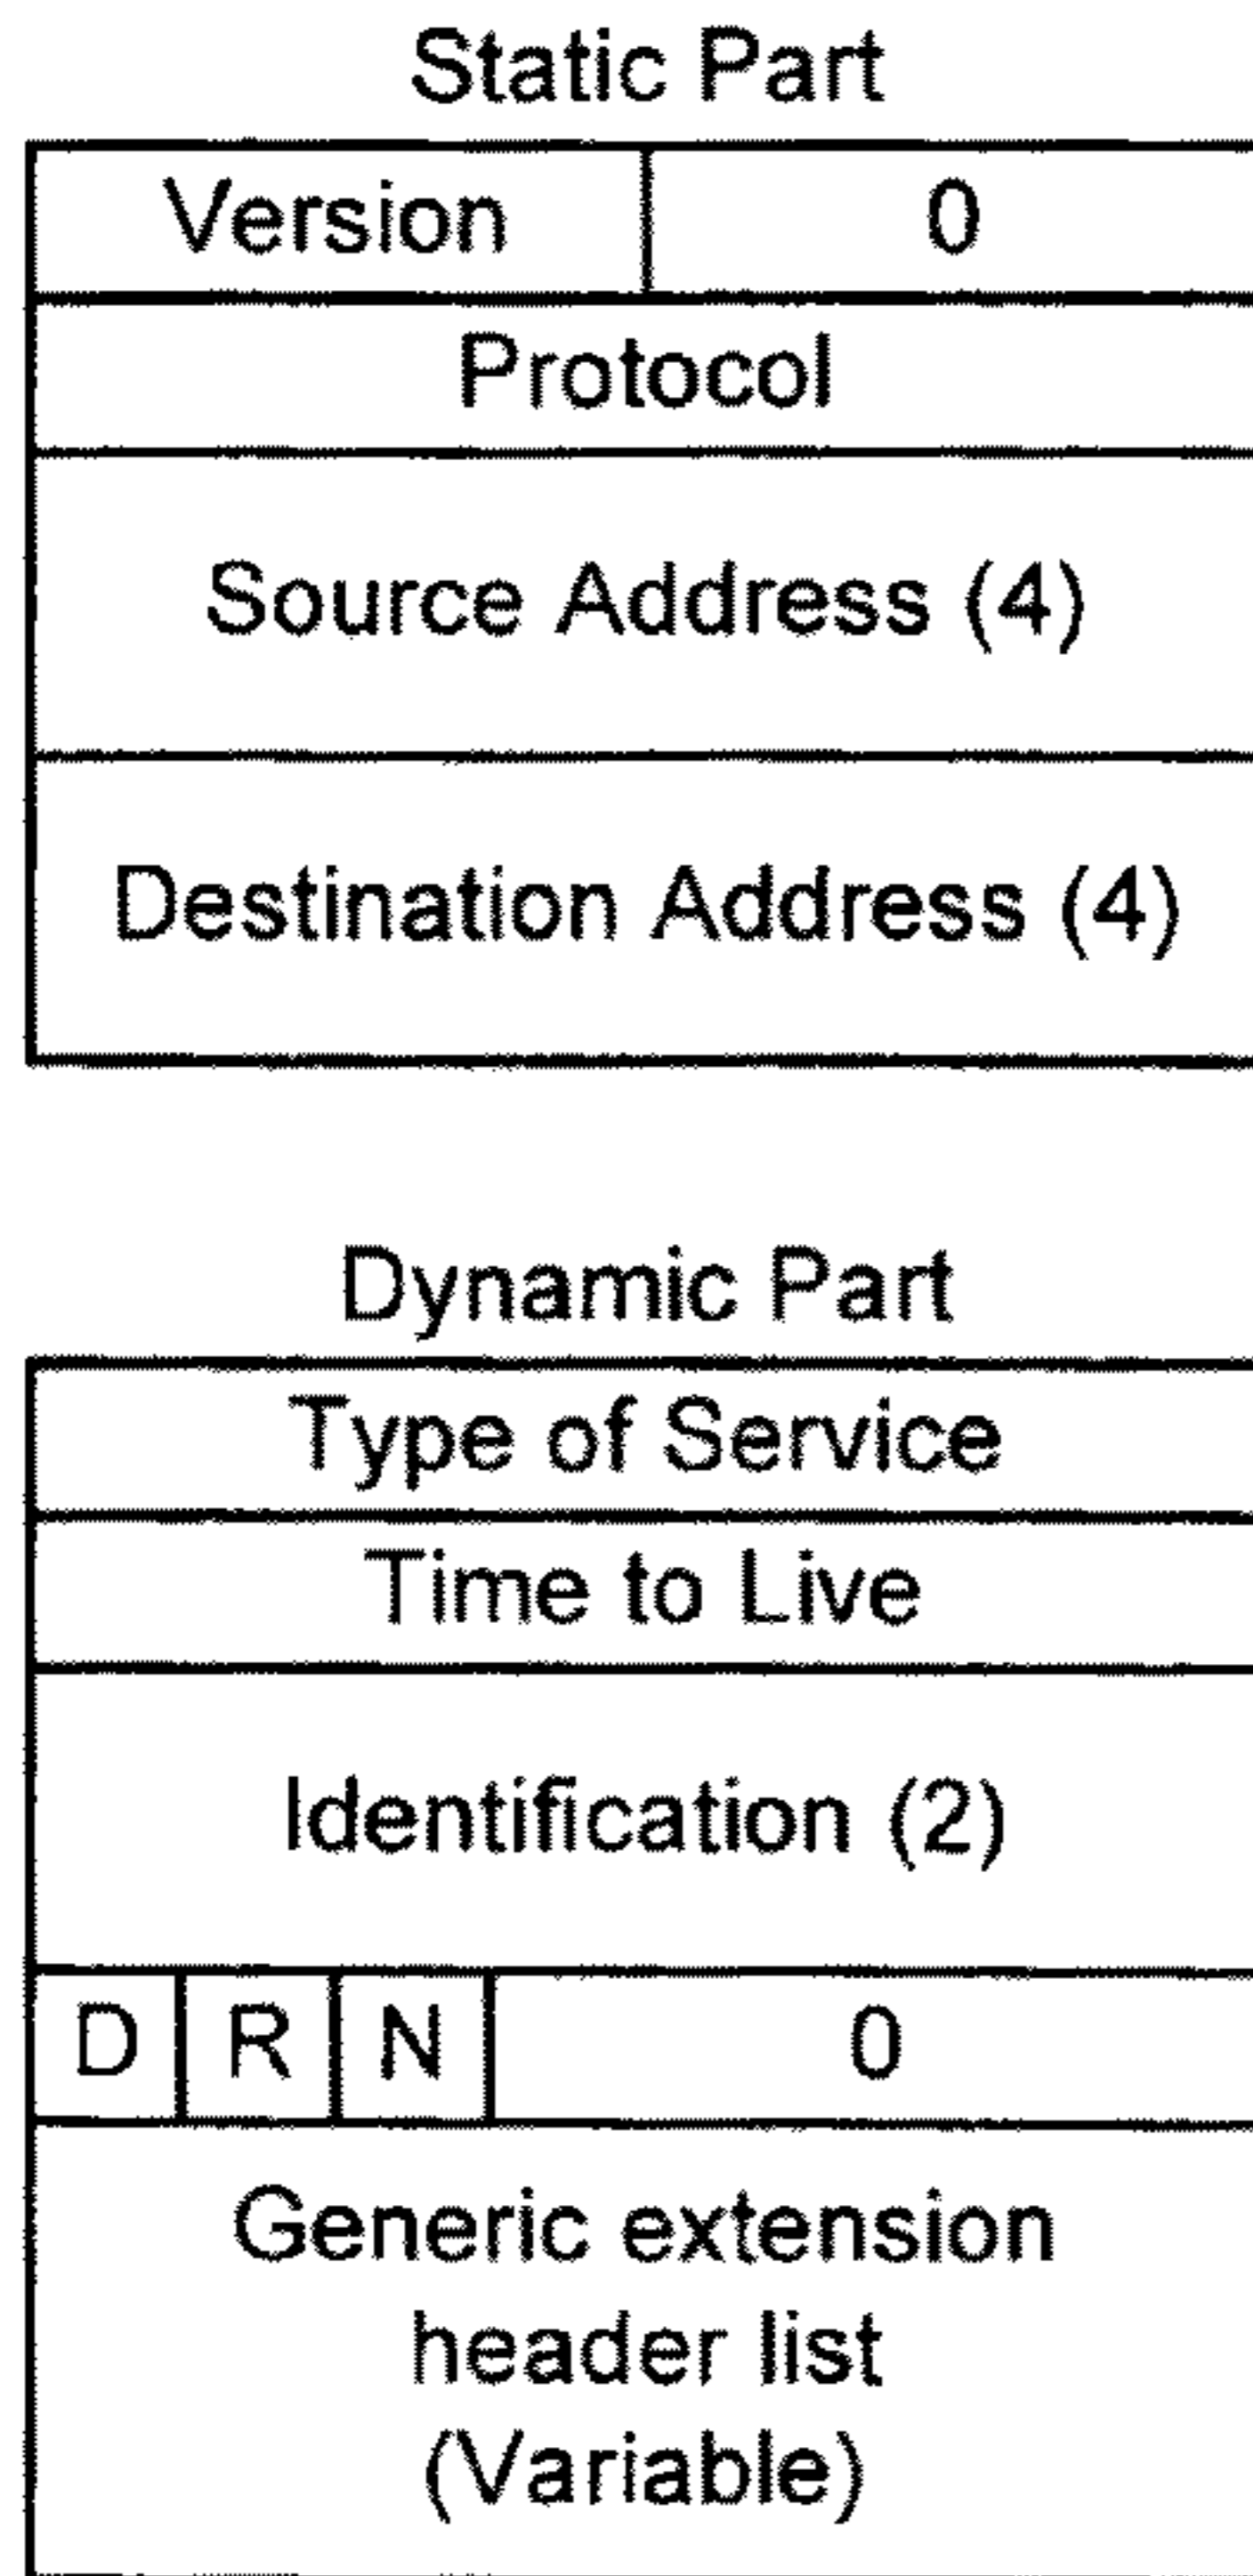 Static Part
Version 0
Protocol
Source Address (4)
Destination Address (4)
Dynamic Part
Type of Service
Time to Live
Identification (2)
D R N 0
Generic extension
header list
(Variable)